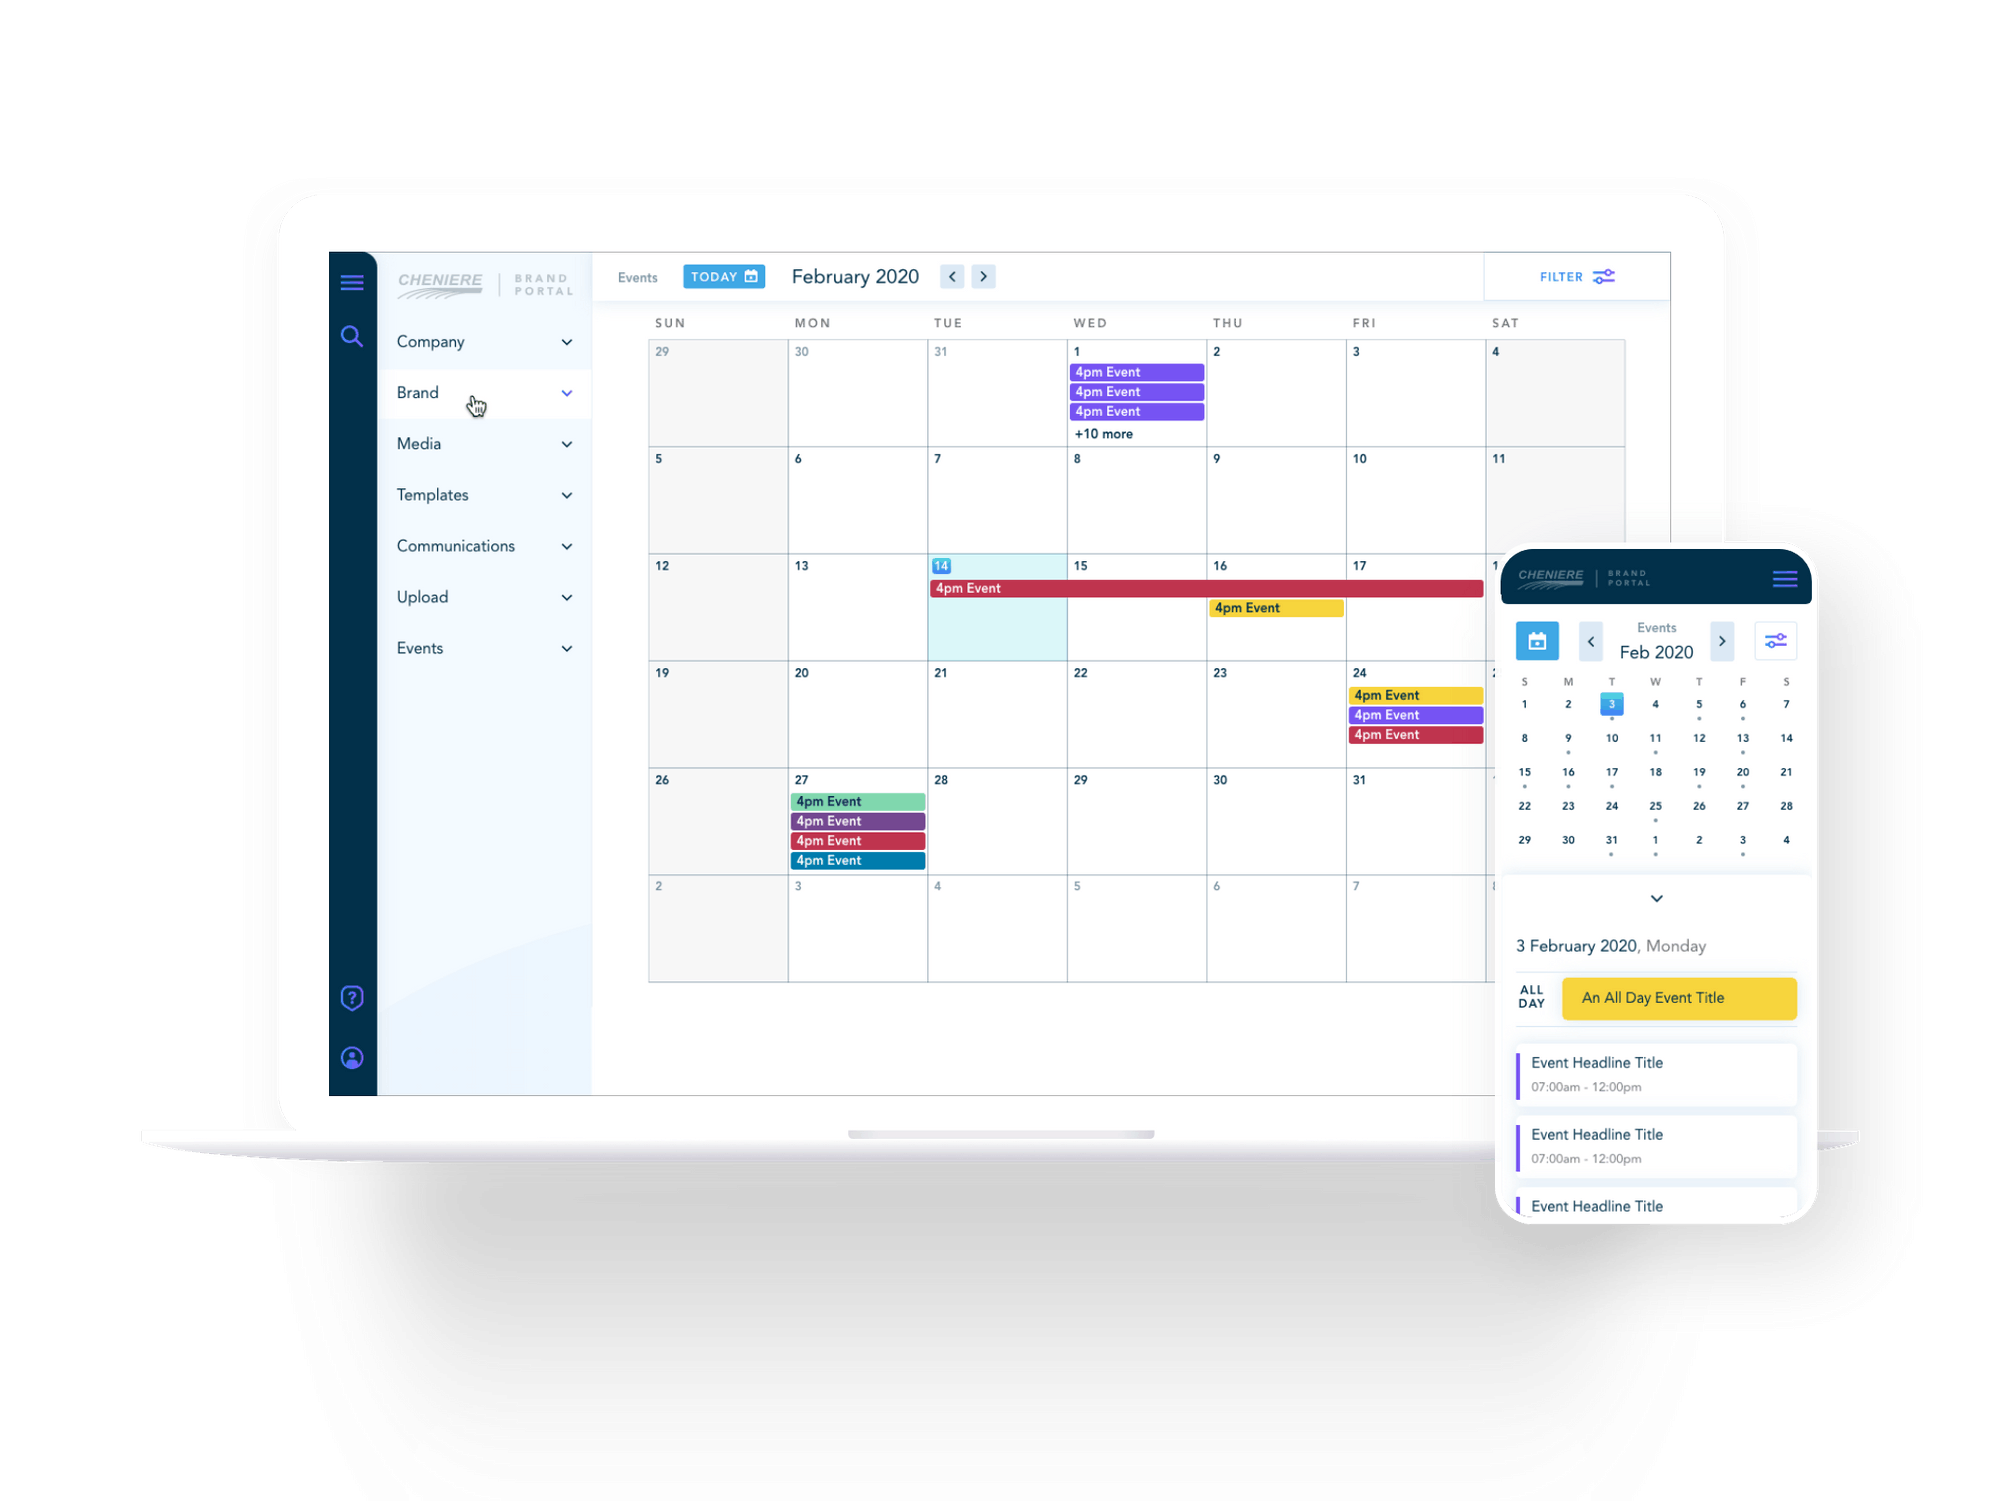 CHENIERE
BRAND
PORTAL
Company
Brand
Media
Templates
Communications
Upload
Events
Events
TODAY
February 2020
FILTER
SUN MON TUE WED THU FRI SAT
29 30 31 1 2 3 4
4pm Event
4pm Event
4pm Event
+10 more
5 6 7 8 9 10 11
12 13 14 15 16 17
4pm Event
4pm Event
19 20 21 22 23 24
4pm Event
4pm Event
4pm Event
26 27 28 29 30 31
4pm Event
4pm Event
4pm Event
4pm Event
2 3 4 5 6 7
CHENIERE
BRAND
PORTAL
Events
Feb 2020
S M T W T F S
1 2 3 4 5 6 7
8 9 10 11 12 13 14
15 16 17 18 19 20 21
22 23 24 25 26 27 28
29 30 31 1 2 3 4
3 February 2020, Monday
ALL
DAY
An All Day Event Title
Event Headline Title
07:00am - 12:00pm
Event Headline Title
07:00am - 12:00pm
Event Headline Title